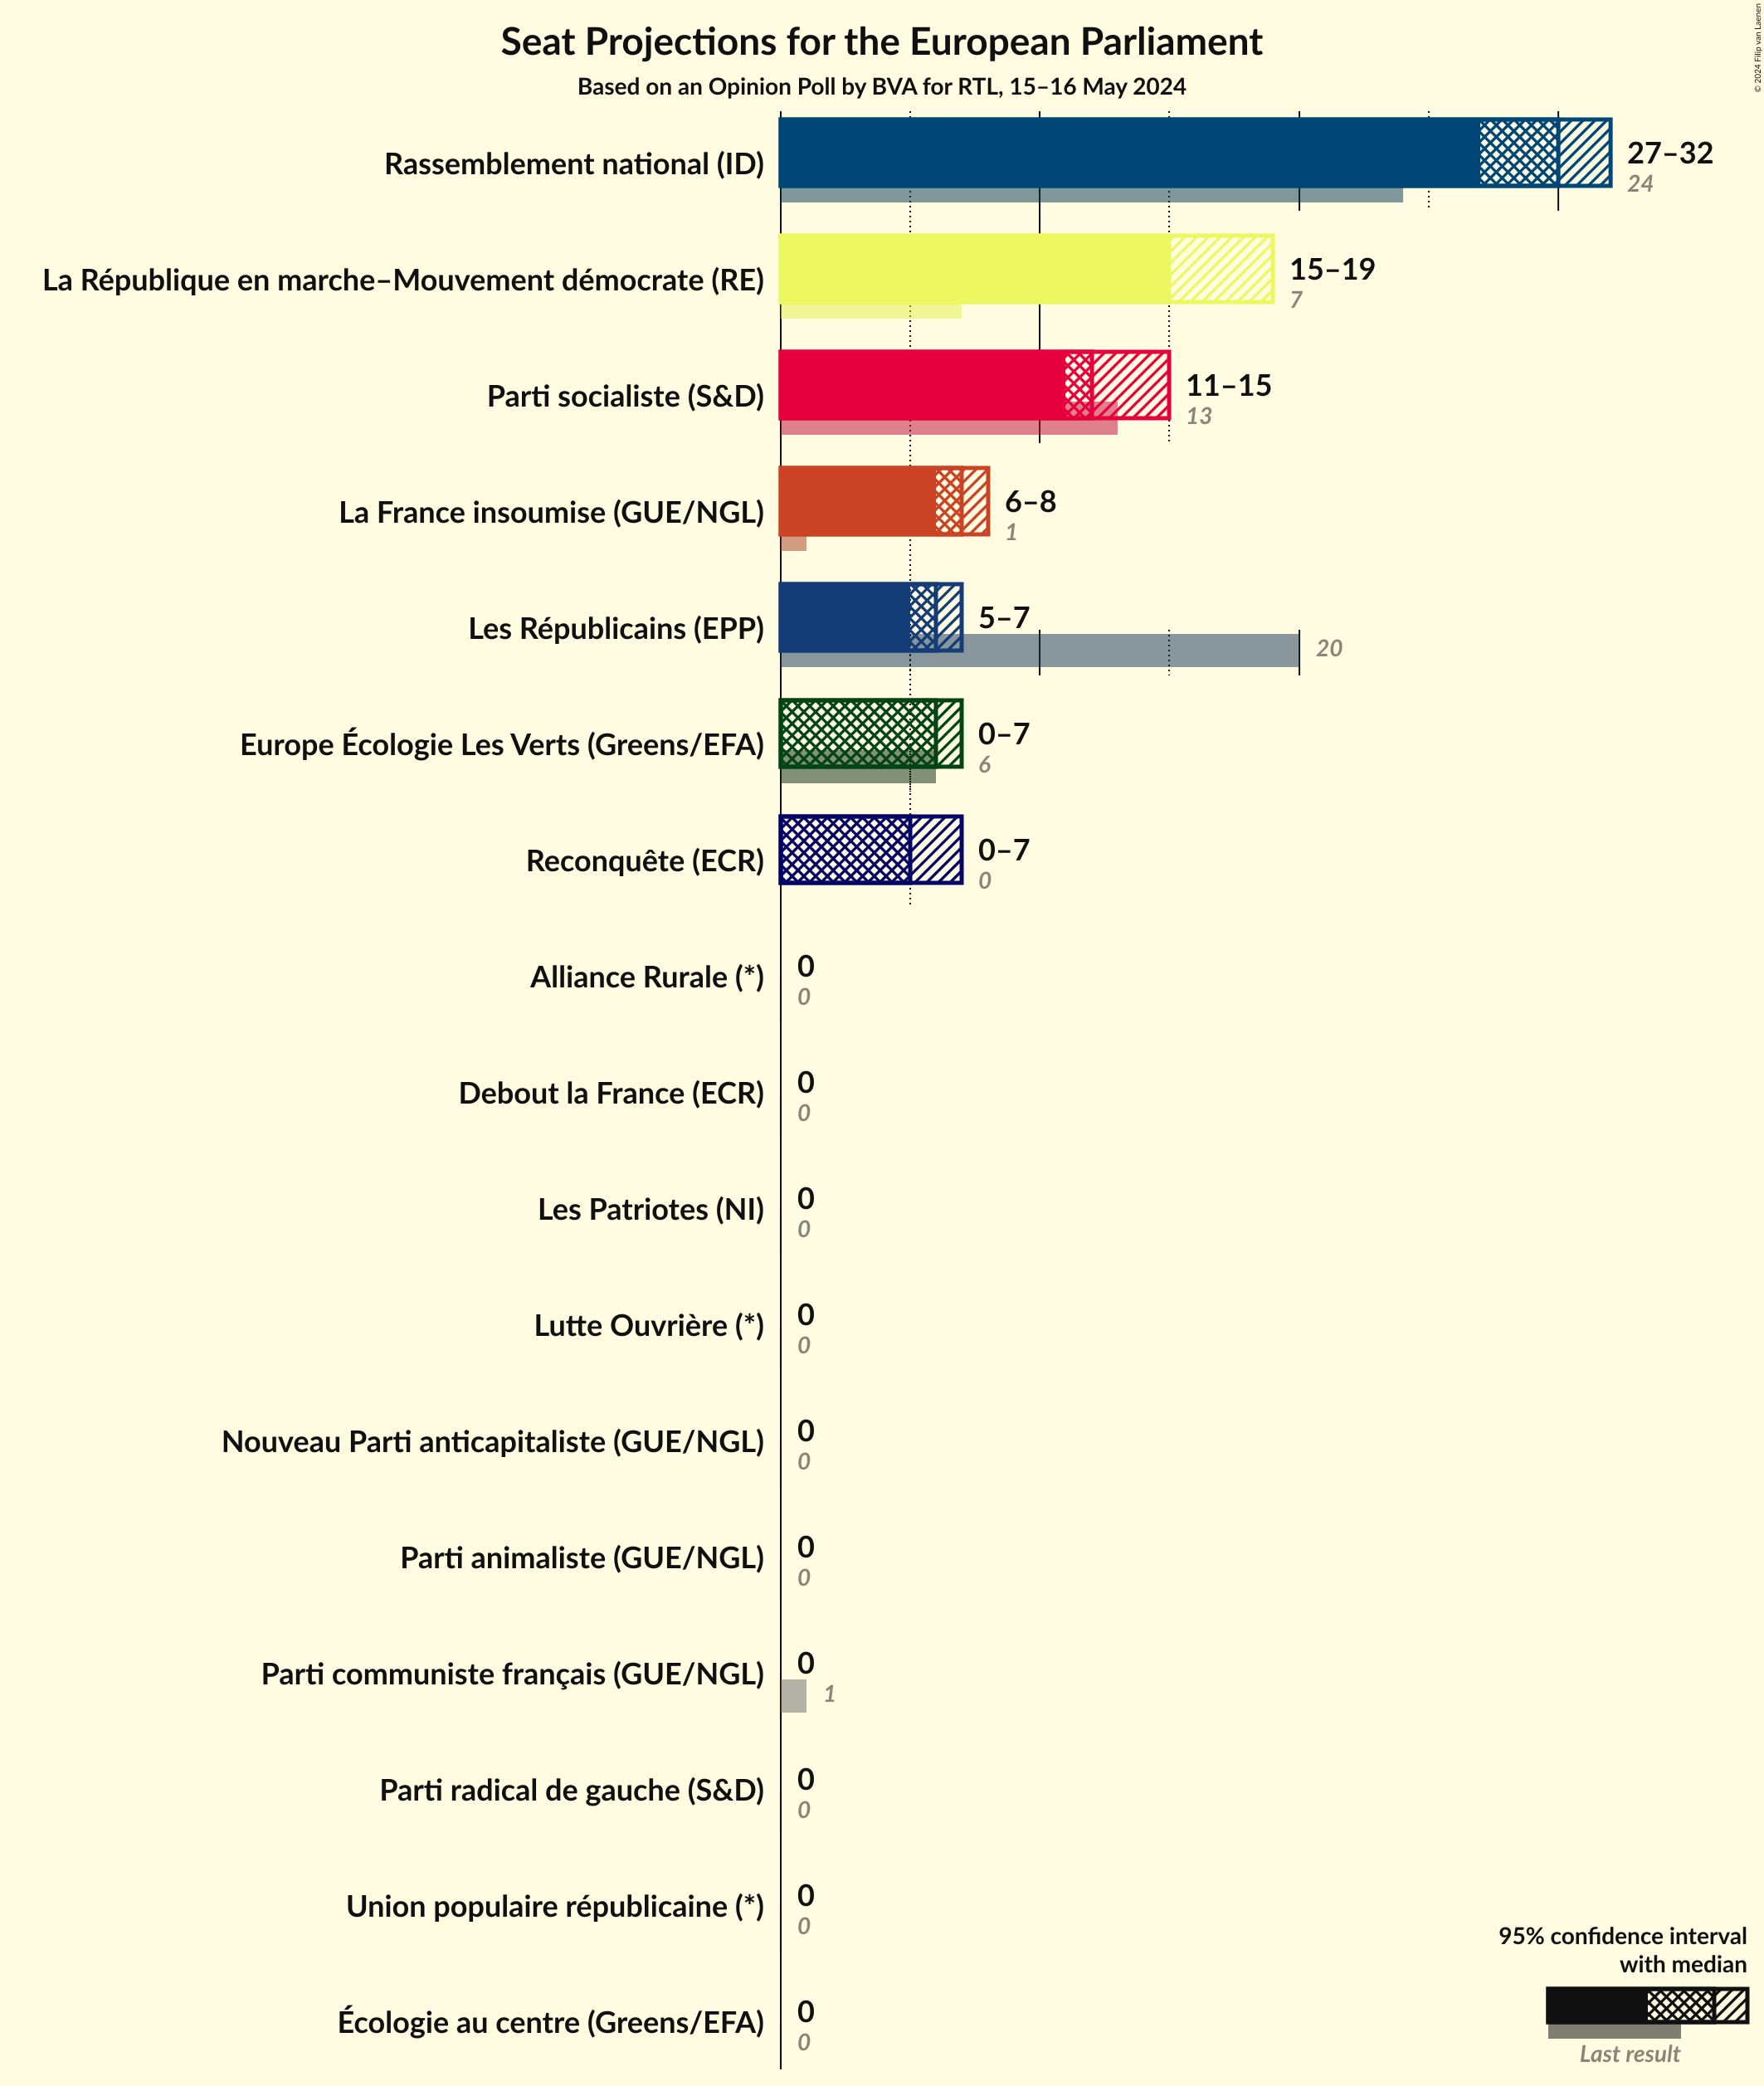 Seat Projections for the European Parliament
Based on an Opinion Poll by BVA for RTL, 15–16 May 2024
© 2024 Filip van Laenen
Rassemblement national (ID)
27–32
24
La République en marche–Mouvement démocrate (RE)
15–19
7
Parti socialiste (S&D)
11–15
13
La France insoumise (GUE/NGL)
6–8
1
Les Républicains (EPP)
5–7
20
Europe Écologie Les Verts (Greens/EFA)
0–7
6
Reconquête (ECR)
0–7
0
Alliance Rurale (*)
0
0
Debout la France (ECR)
0
0
Les Patriotes (NI)
0
0
Lutte Ouvrière (*)
0
0
Nouveau Parti anticapitaliste (GUE/NGL)
0
0
Parti animaliste (GUE/NGL)
0
0
Parti communiste français (GUE/NGL)
0
1
Parti radical de gauche (S&D)
0
0
Union populaire républicaine (*)
0
0
Écologie au centre (Greens/EFA)
0
0
95% confidence interval
with median
Last result